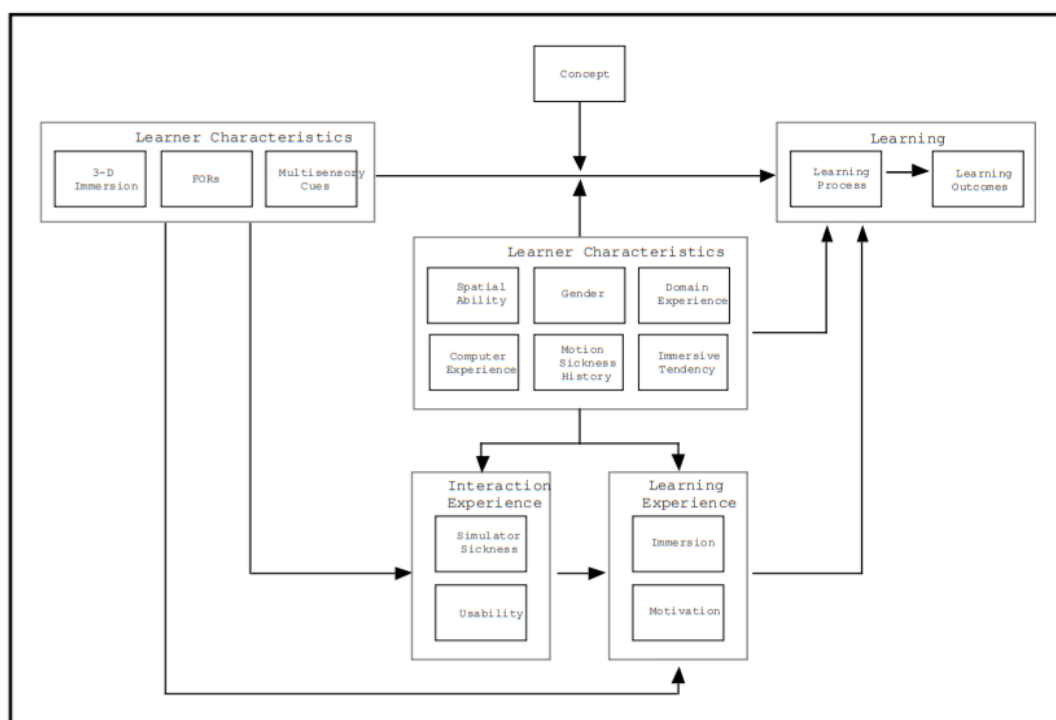 Concept
Learner Characteristics
3-D
Immersion
FORs
Multisensory
Cues
Learning
Learning
Process
Learning
Outcomes
Learner Characteristics
Spatial
Ability
Gender
Domain
Experience
Computer
Experience
Motion
Sickness
History
Immersive
Tendency
Interaction
Experience
Simulator
Sickness
Usability
Learning
Experience
Immersion
Motivation